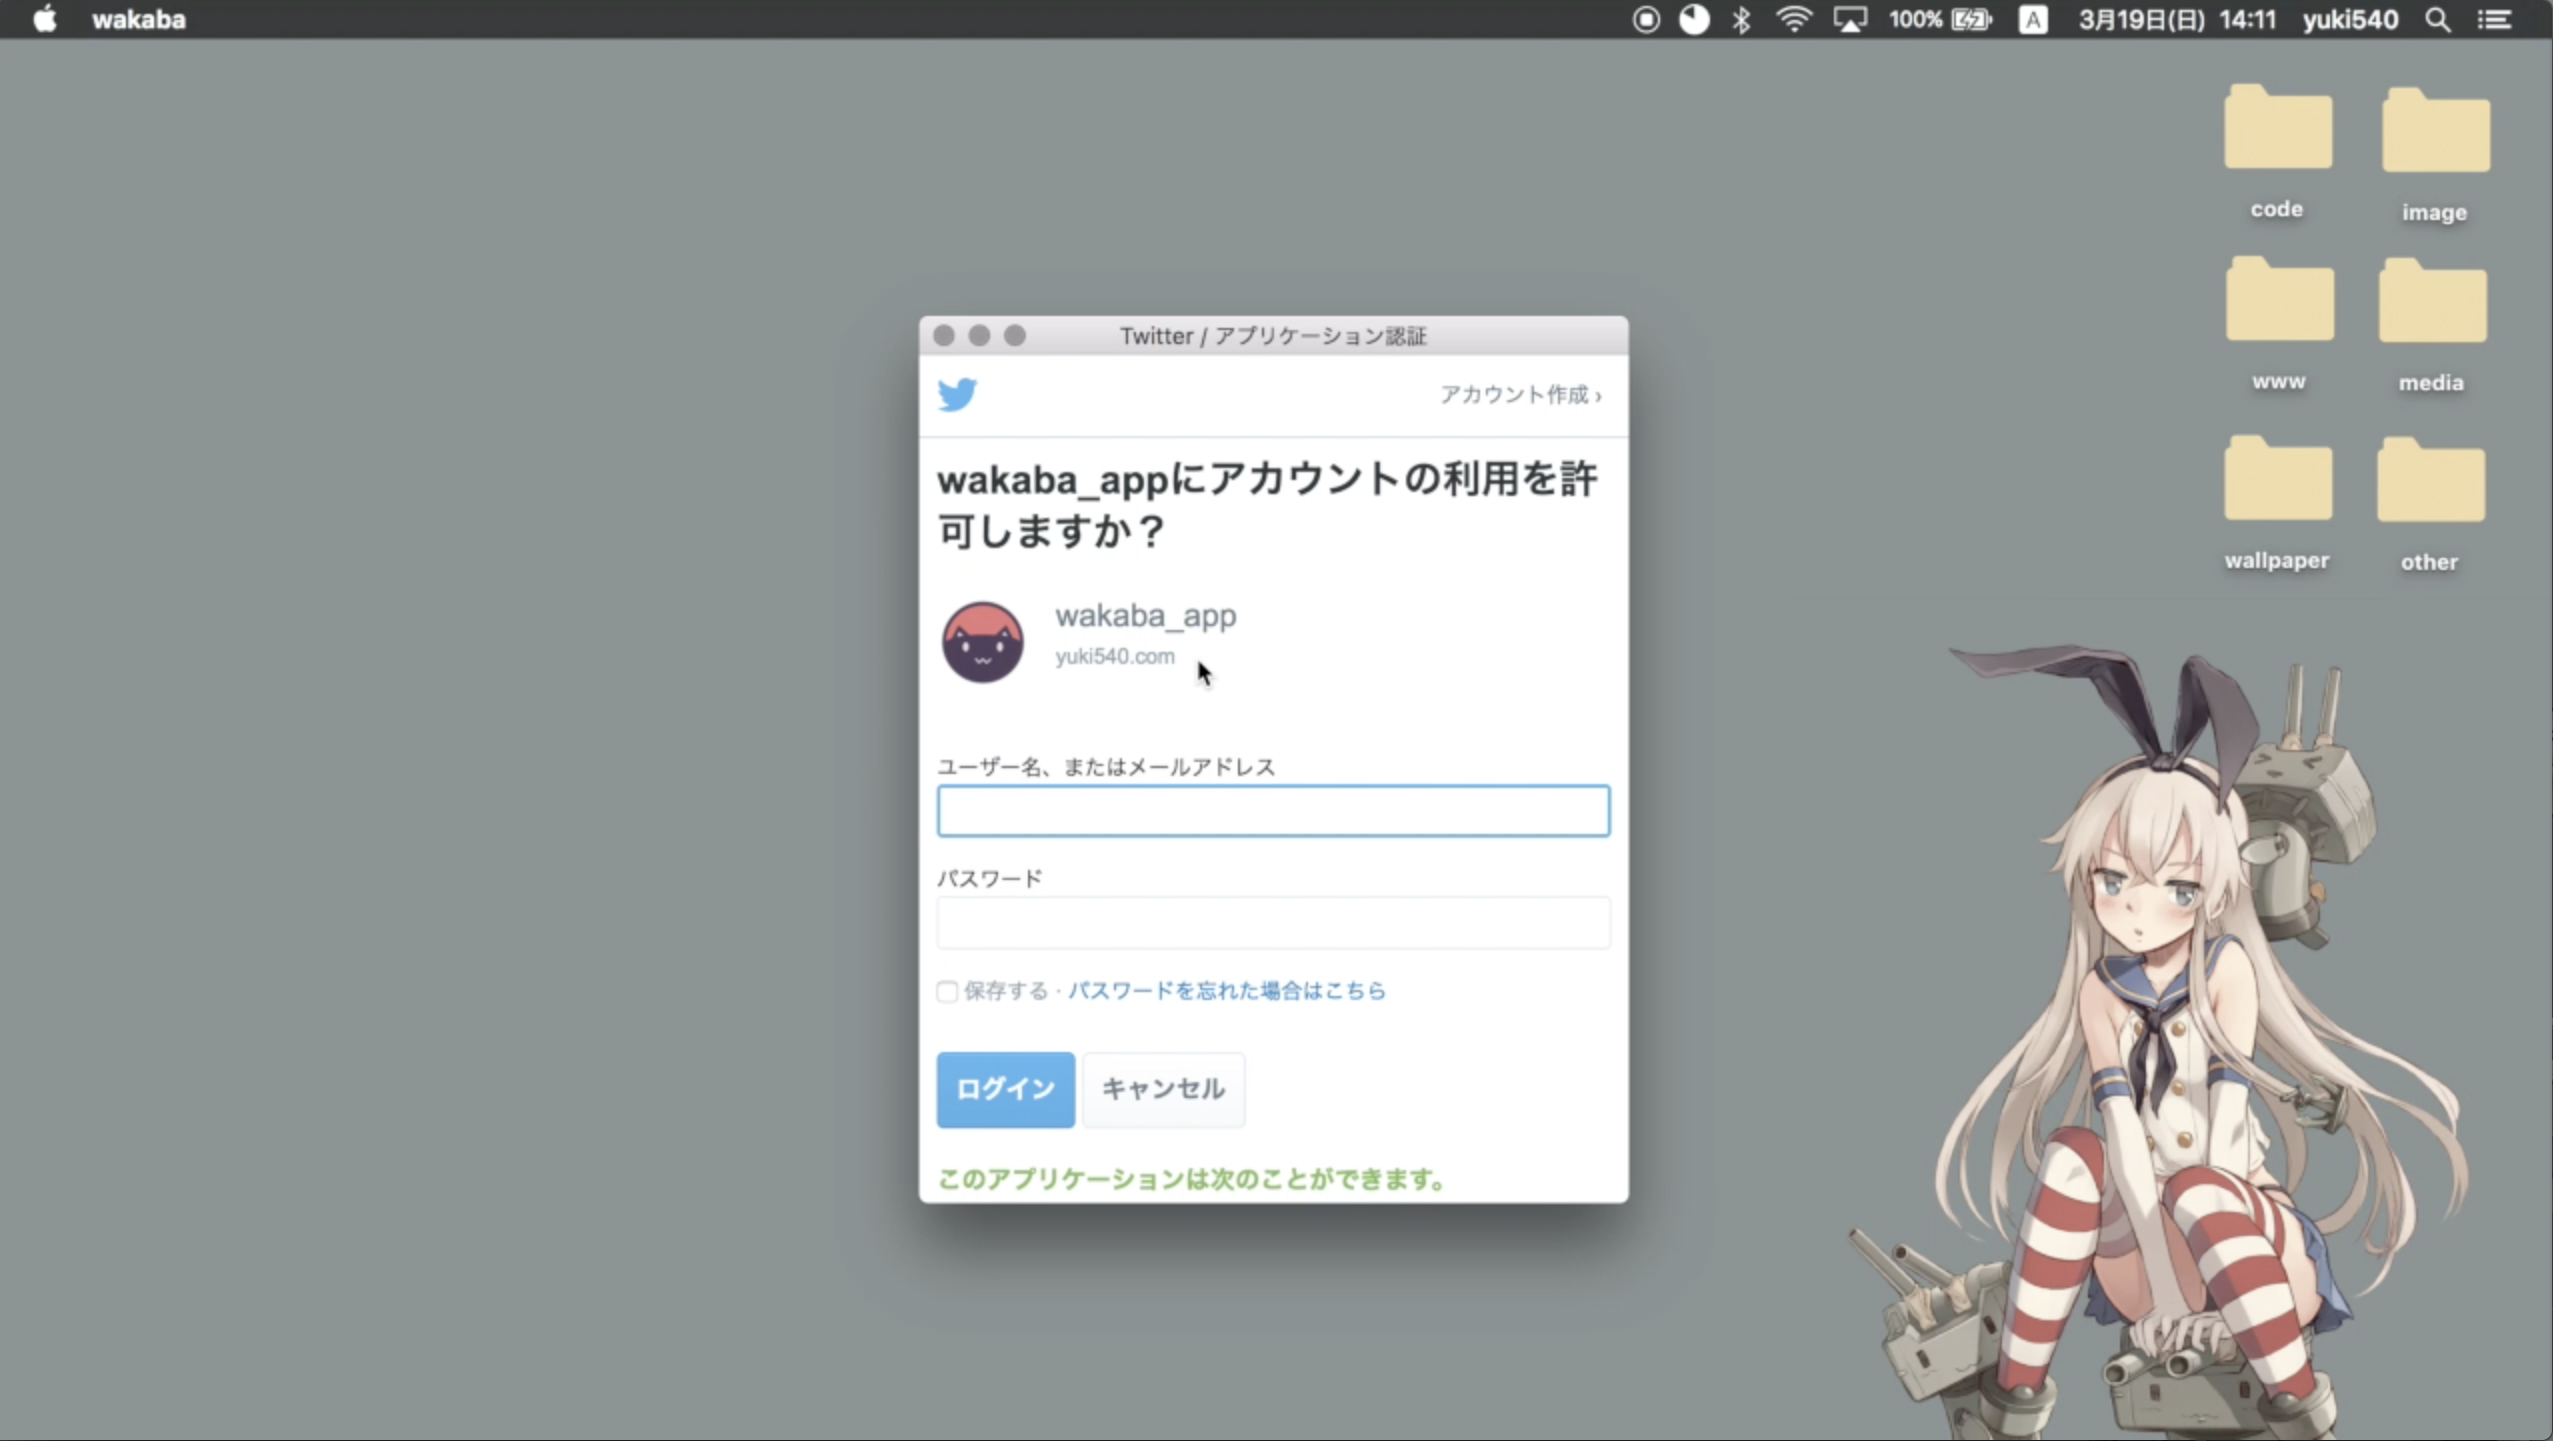 wakaba
100%
A
3月19日(日) 14:11
yuki540
code
image
www
media
wallpaper
other
Twitter / アプリケーション認証
アカウント作成 ›
wakaba_appにアカウントの利用を許
可しますか？
wakaba_app
yuki540.com
ユーザー名、またはメールアドレス
パスワード
保存する · パスワードを忘れた場合はこちら
ログイン
キャンセル
このアプリケーションは次のことができます。